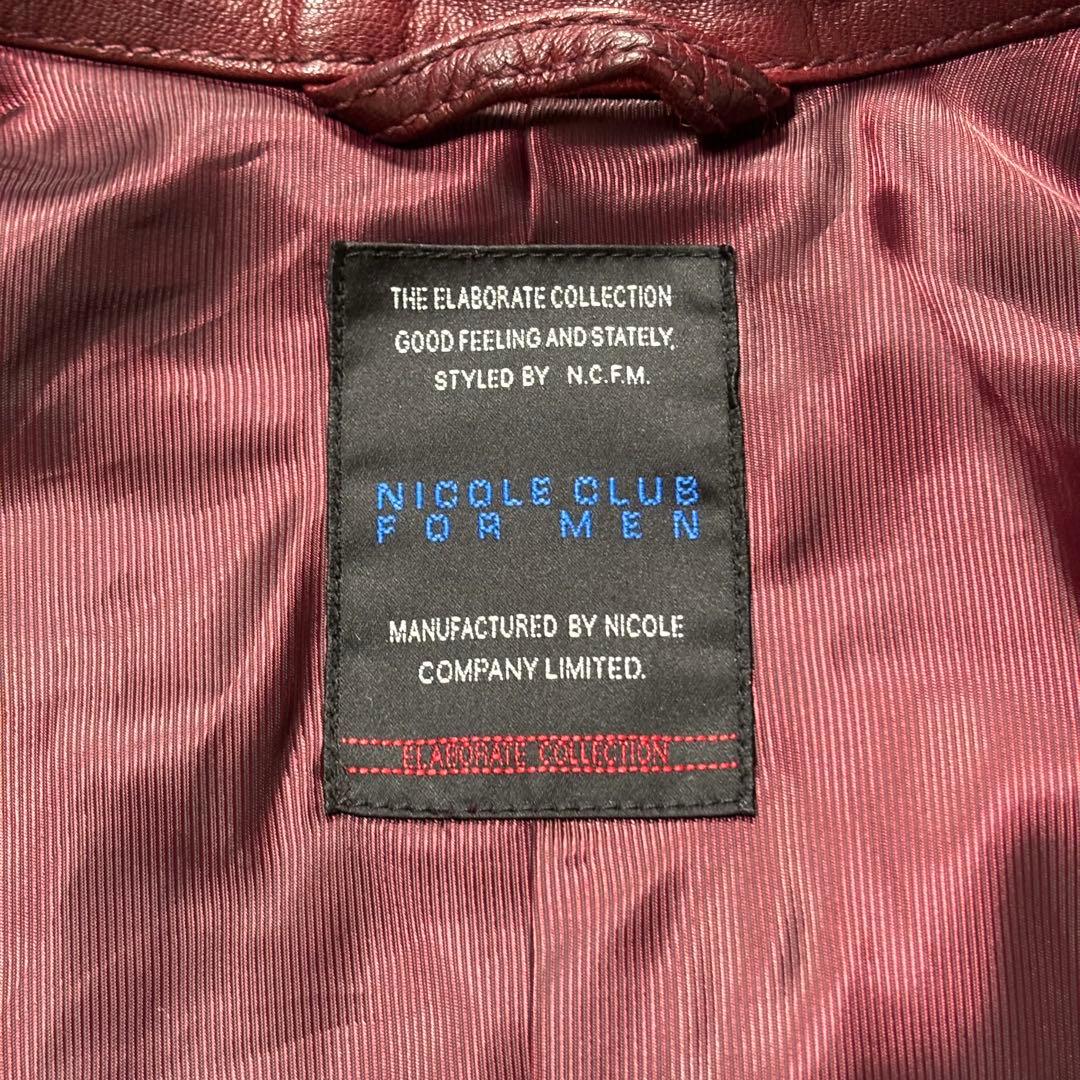 THE ELABORATE COLLECTION
GOOD FEELING AND STATELY.
STYLED BY N.C.F.M.
NICOLE CLUB
FOR MEN
MANUFACTURED BY NICOLE
COMPANY LIMITED.
ELABORATE COLLECTION